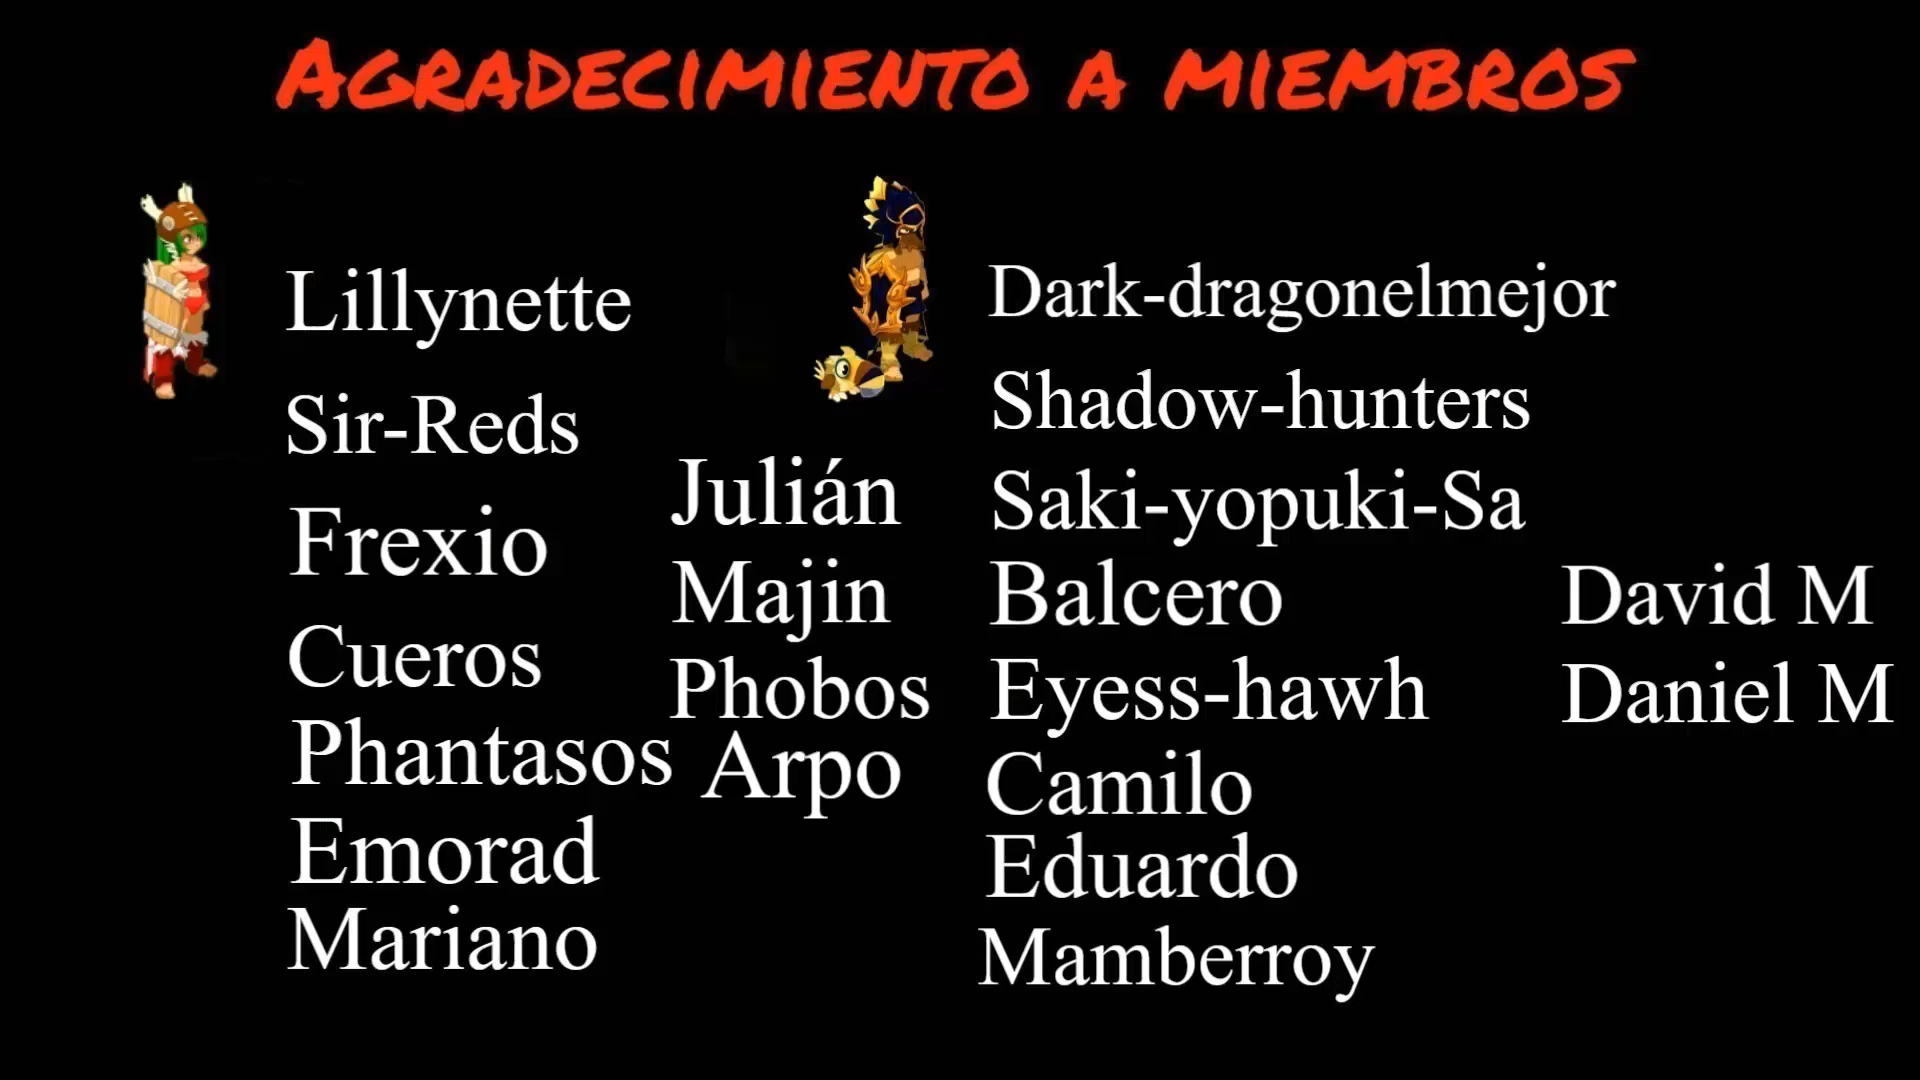 AGRADECIMIENTO A MIEMBROS
Lillynette
Sir-Reds
Frexio
Cueros
Phantasos
Emorad
Mariano
Julián
Majin
Phobos
Arpo
Dark-dragonelmejor
Shadow-hunters
Saki-yopuki-Sa
Balcero
Eyess-hawh
Camilo
Eduardo
Mamberroy
David M
Daniel M